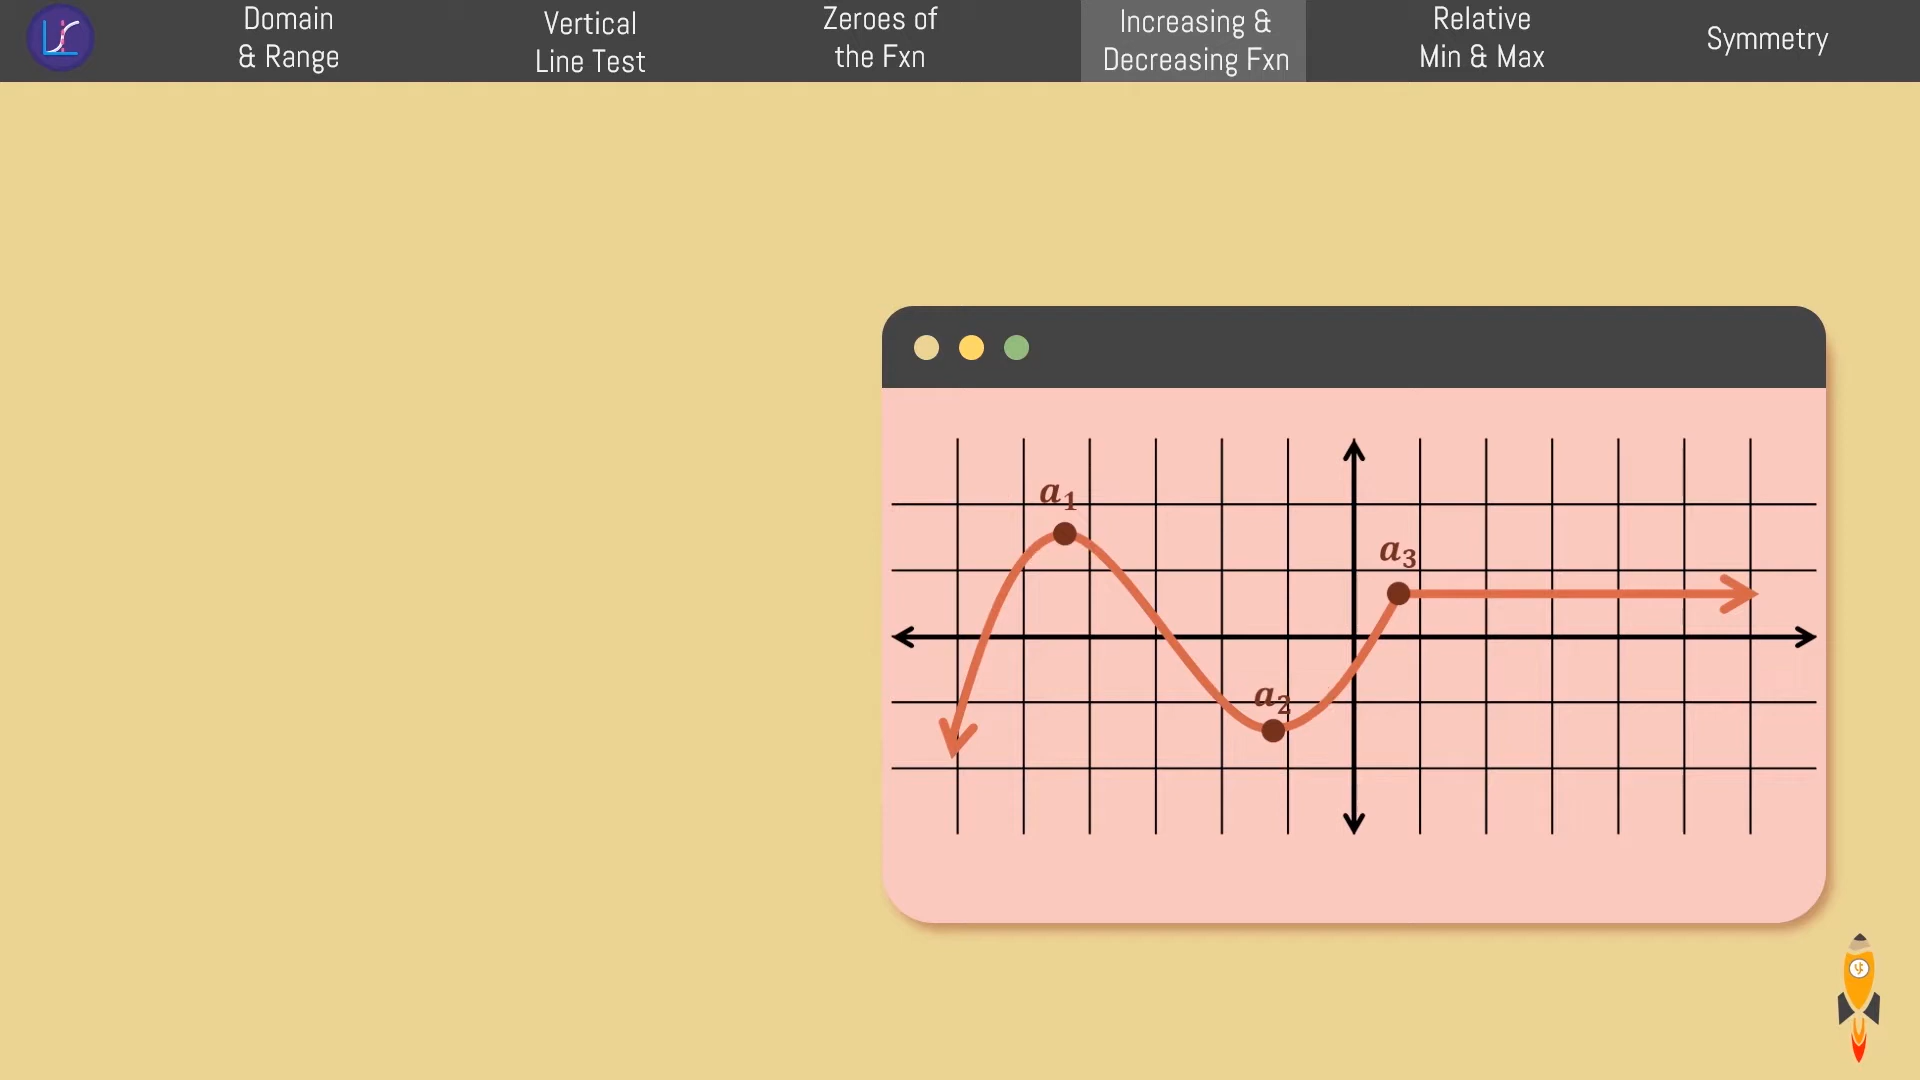 Domain
& Range
Vertical
Line Test
Zeroes of
the Fxn
Increasing &
Decreasing Fxn
Relative
Min & Max
Symmetry
a₁
a₃
a₂